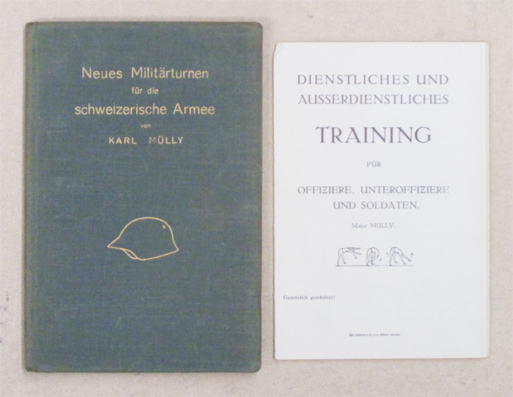 Neues Militärturnen
für die
schweizerische Armee
von
KARL MÜLLY
DIENSTLICHES UND
AUSSERDIENSTLICHES
TRAINING
FÜR
OFFIZIERE, UNTEROFFIZIERE
UND SOLDATEN.
Major MÜLLY.
Gesetzlich geschützt!